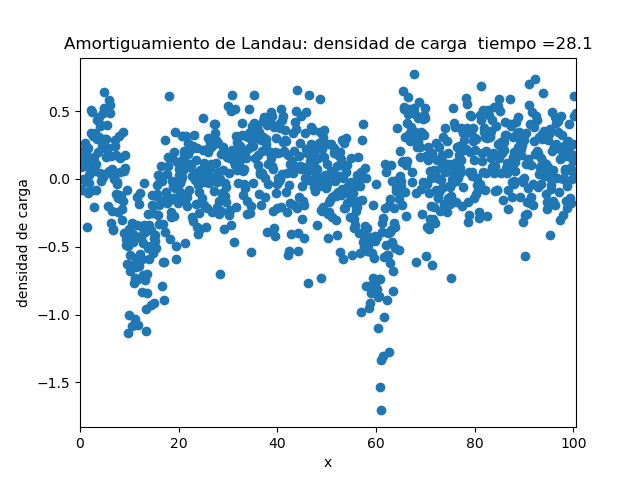 Amortiguamiento de Landau: densidad de carga  tiempo =28.1
densidad de carga
0.5
0.0
−0.5
−1.0
−1.5
0 20 40 60 80 100
x